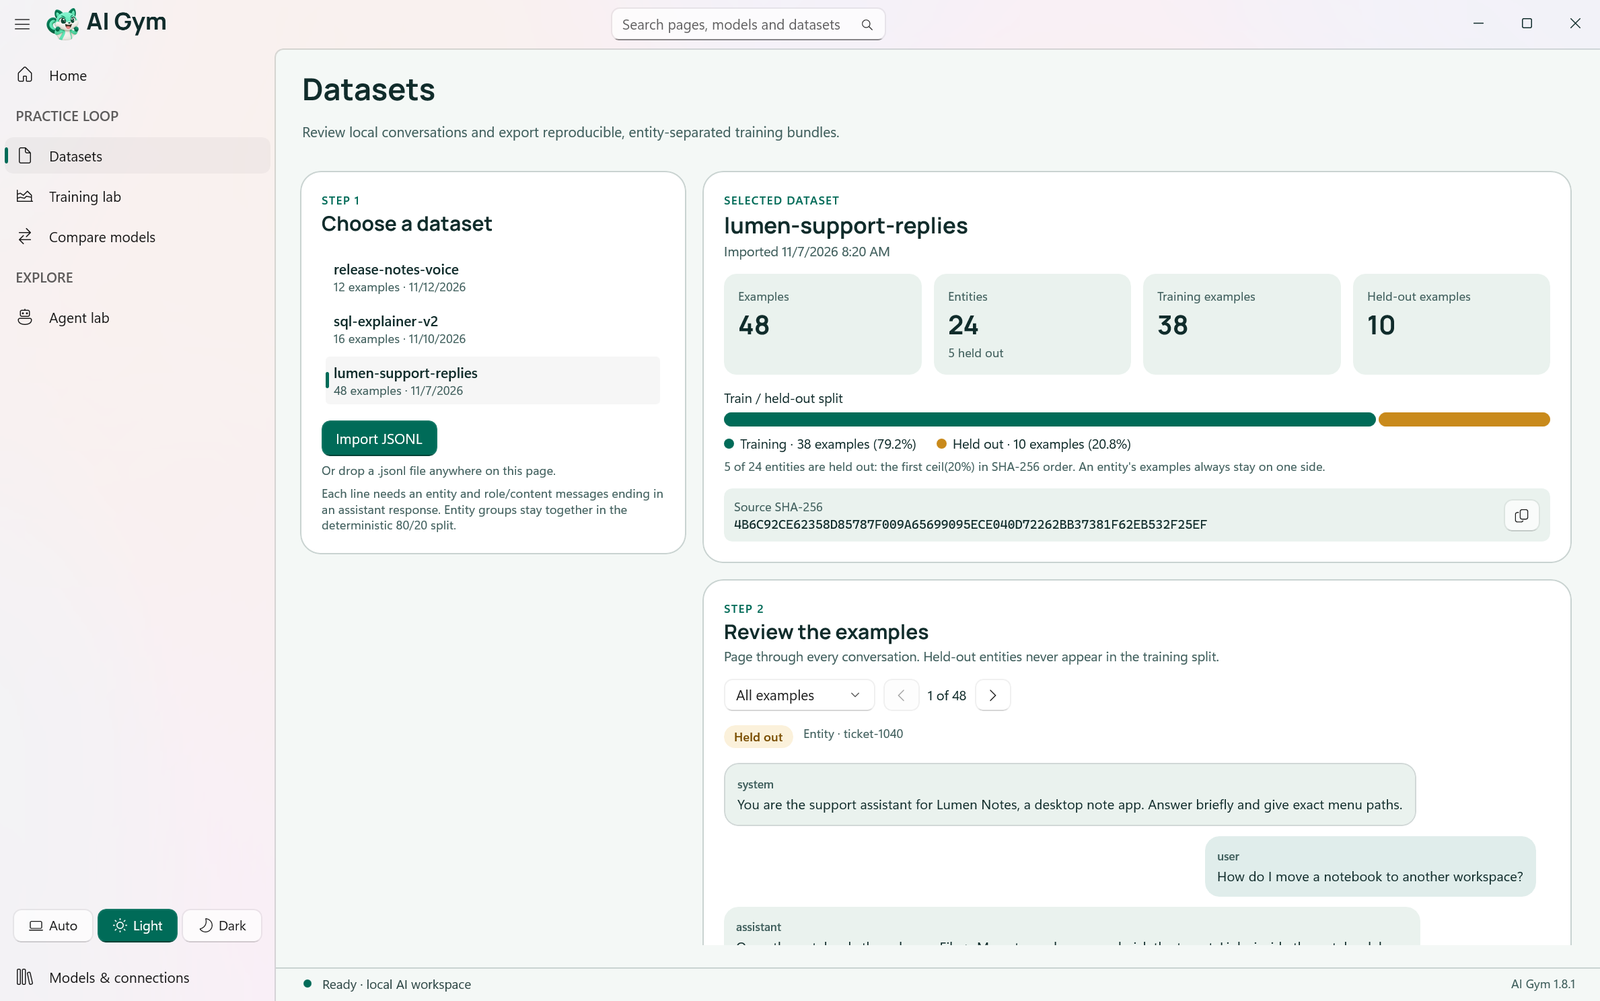 AI Gym
Search pages, models and datasets
Home
PRACTICE LOOP
Datasets
Training lab
Compare models
EXPLORE
Agent lab
Auto
Light
Dark
Models & connections
Datasets
Review local conversations and export reproducible, entity-separated training bundles.
STEP 1
Choose a dataset
release-notes-voice
12 examples · 11/12/2026
sql-explainer-v2
16 examples · 11/10/2026
lumen-support-replies
48 examples · 11/7/2026
Import JSONL
Or drop a .jsonl file anywhere on this page.
Each line needs an entity and role/content messages ending in
an assistant response. Entity groups stay together in the
deterministic 80/20 split.
SELECTED DATASET
lumen-support-replies
Imported 11/7/2026 8:20 AM
Examples
48
Entities
24
5 held out
Training examples
38
Held-out examples
10
Train / held-out split
Training · 38 examples (79.2%)
Held out · 10 examples (20.8%)
5 of 24 entities are held out: the first ceil(20%) in SHA-256 order. An entity's examples always stay on one side.
Source SHA-256
4B6C92CE62358D85787F009A65699095ECE040D72262BB37381F62EB532F25EF
STEP 2
Review the examples
Page through every conversation. Held-out entities never appear in the training split.
All examples
1 of 48
Held out
Entity · ticket-1040
system
You are the support assistant for Lumen Notes, a desktop note app. Answer briefly and give exact menu paths.
user
How do I move a notebook to another workspace?
assistant
Ready · local AI workspace
AI Gym 1.8.1